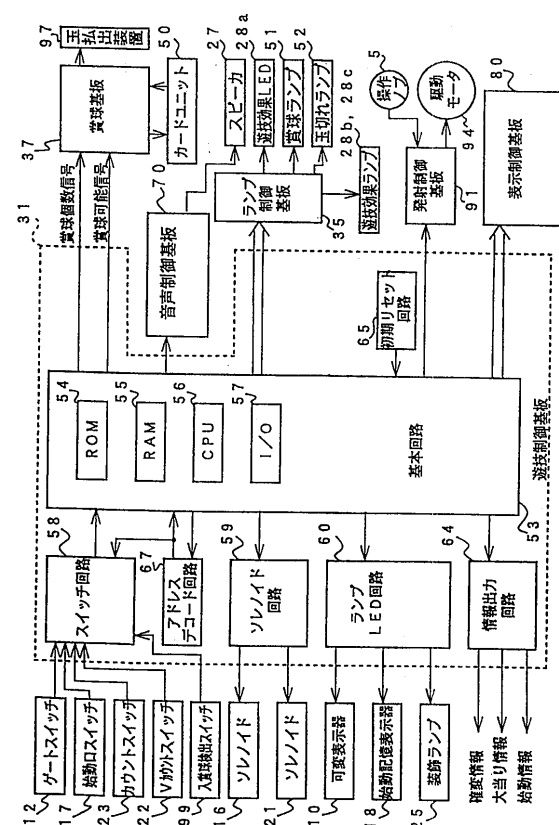 31
賞球個数信号
賞球可能信号
37
賞球基板
97
玉払出装置
50
カードユニット
70
音声制御基板
27
スピーカ
28a
遊技効果LED
51
賞球ランプ
52
玉切れランプ
28b, 28c
遊技効果ランプ
35
ランプ
制御
基板
5
操作
ノブ
駆動
モータ
94
発射制御
基板
91
80
表示制御基板
65
初期リセット
回路
54
ROM
55
RAM
56
CPU
57
I/O
基本回路
53
遊技制御基板
58
スイッチ回路
67
アドレス
デコード回路
59
ソレノイド
回路
60
ランプ
LED回路
64
情報出力
回路
12
ゲートスイッチ
17
始動口スイッチ
23
カウントスイッチ
22
Vカウントスイッチ
99
入賞球検出スイッチ
16
ソレノイド
21
ソレノイド
10
可変表示器
18
始動記憶表示器
25
装飾ランプ
確変情報
大当り情報
始動情報